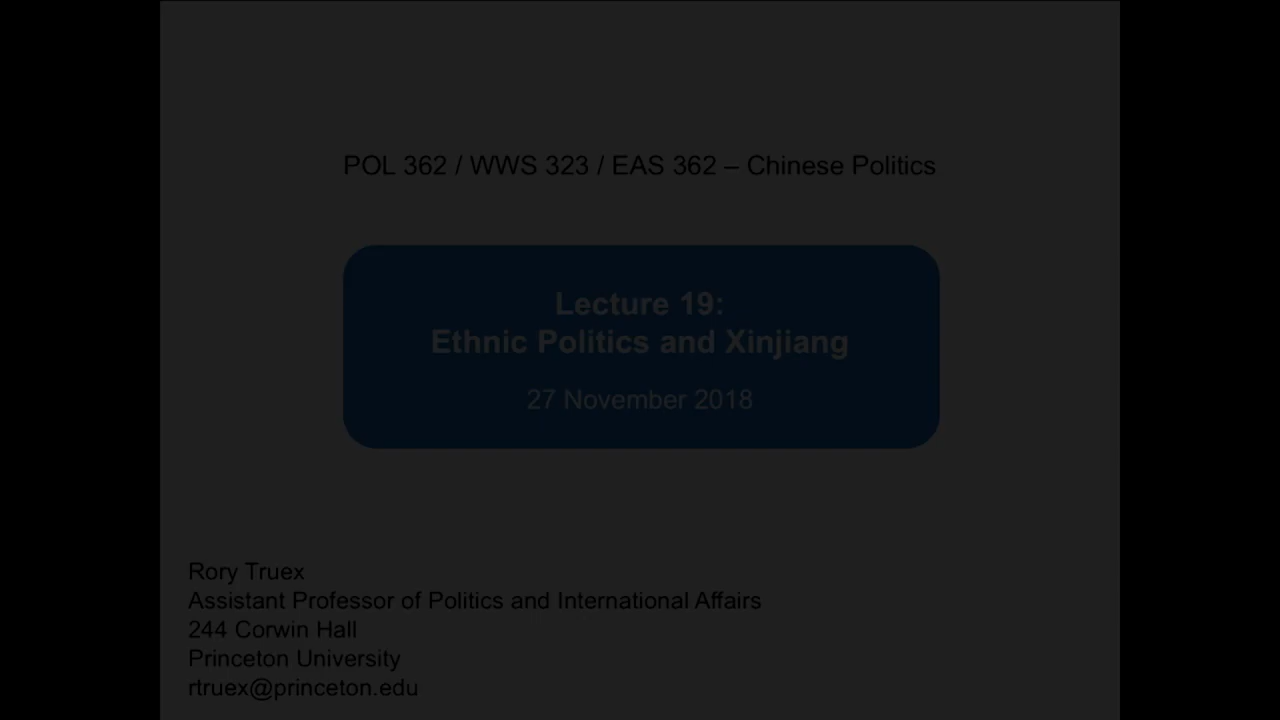 POL 362 / WWS 323 / EAS 362 – Chinese Politics
Lecture 19:
Ethnic Politics and Xinjiang
27 November 2018
Rory Truex
Assistant Professor of Politics and International Affairs
244 Corwin Hall
Princeton University
rtruex@princeton.edu